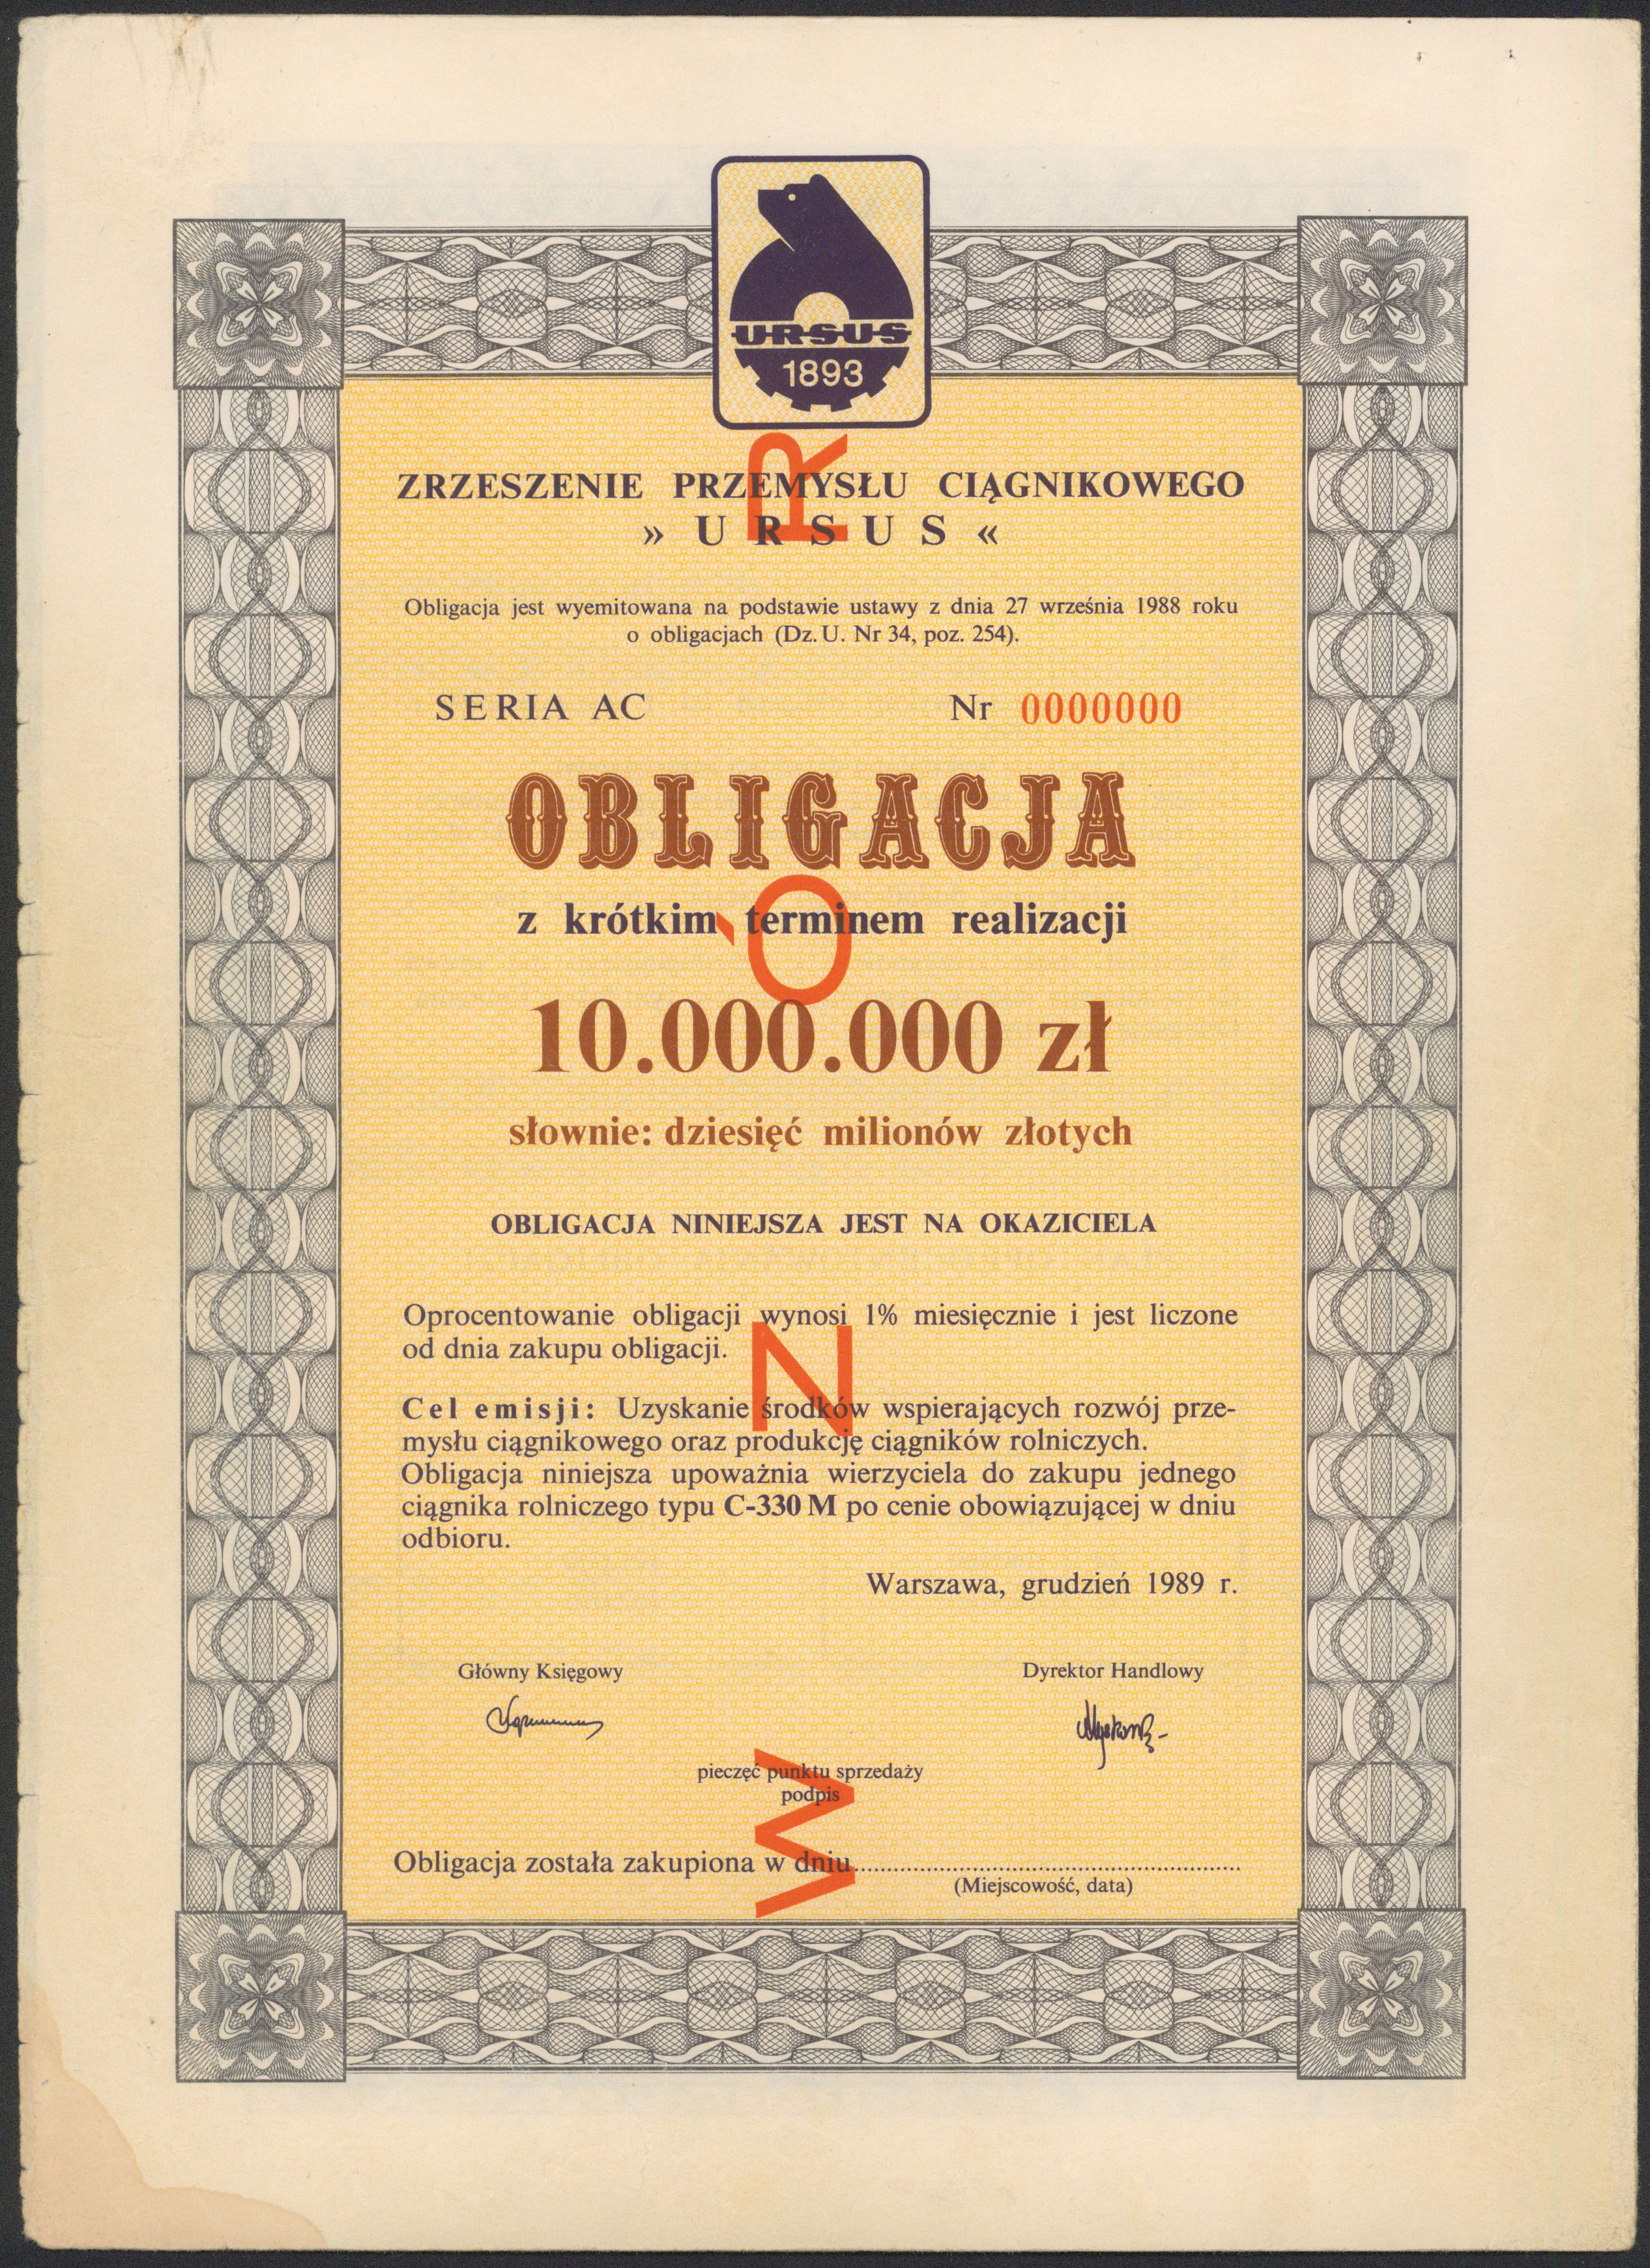 URSUS
1893
ZRZESZENIE PRZEMYSŁU CIĄGNIKOWEGO
» URSUS «
Obligacja jest wyemitowana na podstawie ustawy z dnia 27 września 1988 roku
o obligacjach (Dz. U. Nr 34, poz. 254).
SERIA AC Nr 0000000
OBLIGACJA
z krótkim terminem realizacji
10.000.000 zł
słownie: dziesięć milionów złotych
OBLIGACJA NINIEJSZA JEST NA OKAZICIELA
Oprocentowanie obligacji wynosi 1% miesięcznie i jest liczone
od dnia zakupu obligacji.
Cel emisji: Uzyskanie środków wspierających rozwój prze-
mysłu ciągnikowego oraz produkcję ciągników rolniczych.
Obligacja niniejsza upoważnia wierzyciela do zakupu jednego
ciągnika rolniczego typu C-330 M po cenie obowiązującej w dniu
odbioru.
Warszawa, grudzień 1989 r.
Główny Księgowy Dyrektor Handlowy
pieczęć punktu sprzedaży
podpis
Obligacja została zakupiona w dniu
(Miejscowość, data)
WZÓR